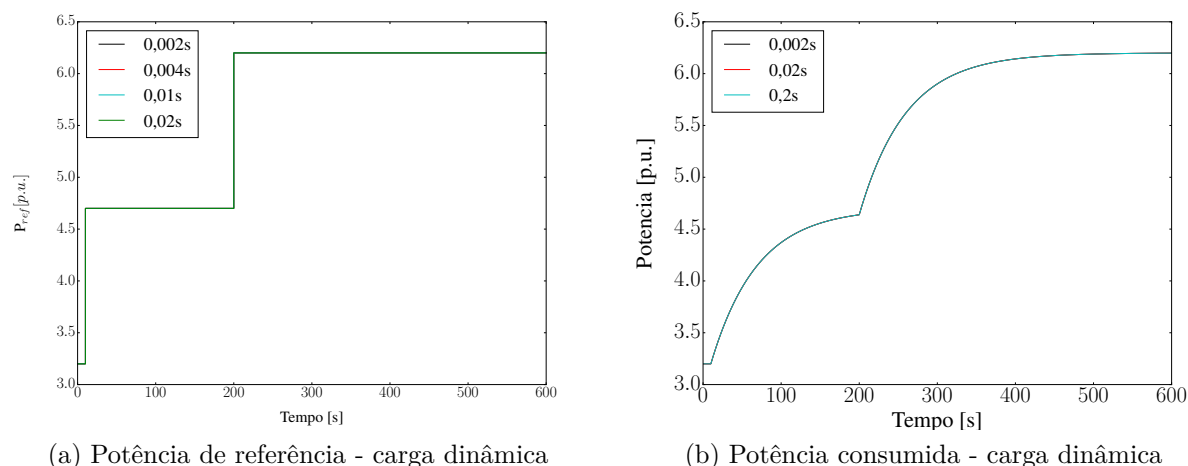 6.5
6.0
5.5
5.0
4.5
4.0
3.5
3.0
P_ref[p.u.]
0,002s
0,004s
0,01s
0,02s
0
100
200
300
400
500
600
Tempo [s]
(a) Potência de referência - carga dinâmica
6.5
6.0
5.5
5.0
4.5
4.0
3.5
3.0
Potencia [p.u.]
0,002s
0,02s
0,2s
0
100
200
300
400
500
600
Tempo [s]
(b) Potência consumida - carga dinâmica